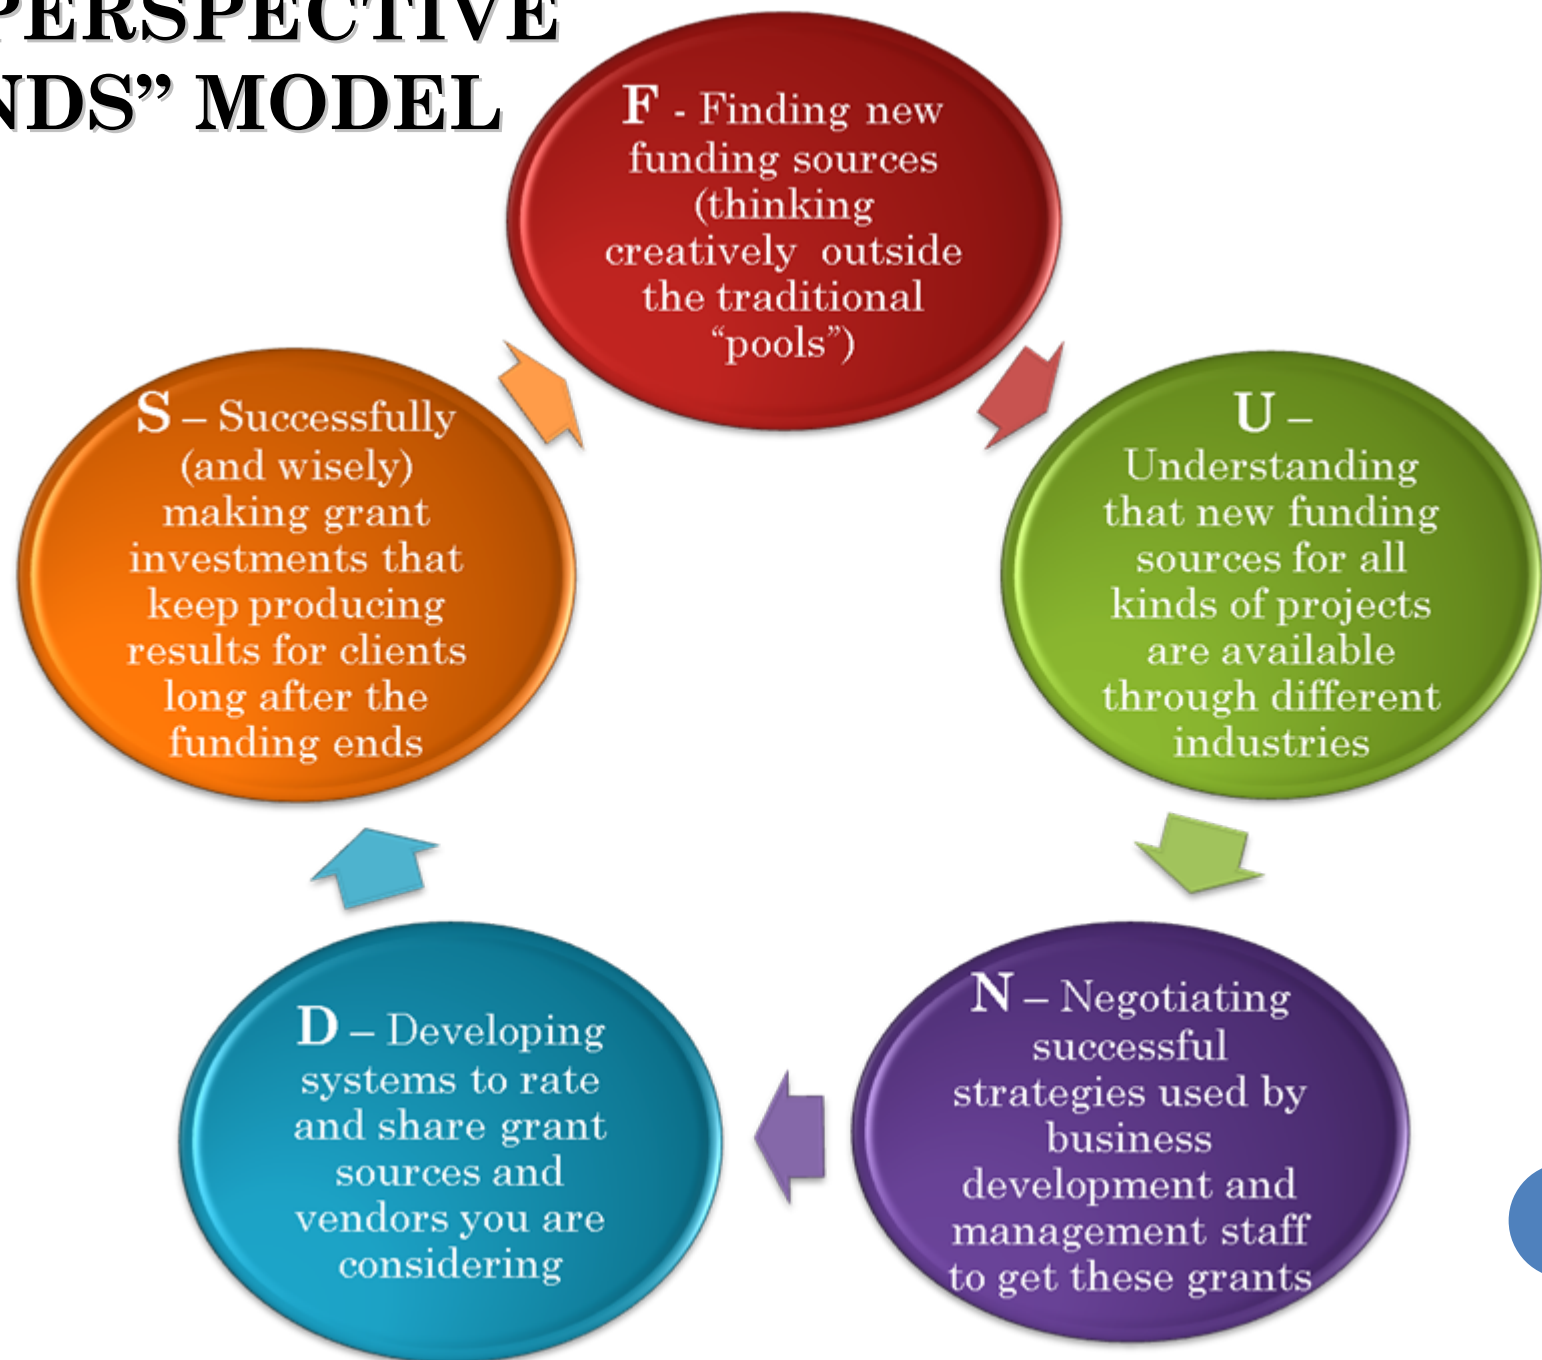 PERSPECTIVE
NDS” MODEL
F - Finding new
funding sources
(thinking
creatively outside
the traditional
“pools”)
U –
Understanding
that new funding
sources for all
kinds of projects
are available
through different
industries
N – Negotiating
successful
strategies used by
business
development and
management staff
to get these grants
D – Developing
systems to rate
and share grant
sources and
vendors you are
considering
S – Successfully
(and wisely)
making grant
investments that
keep producing
results for clients
long after the
funding ends